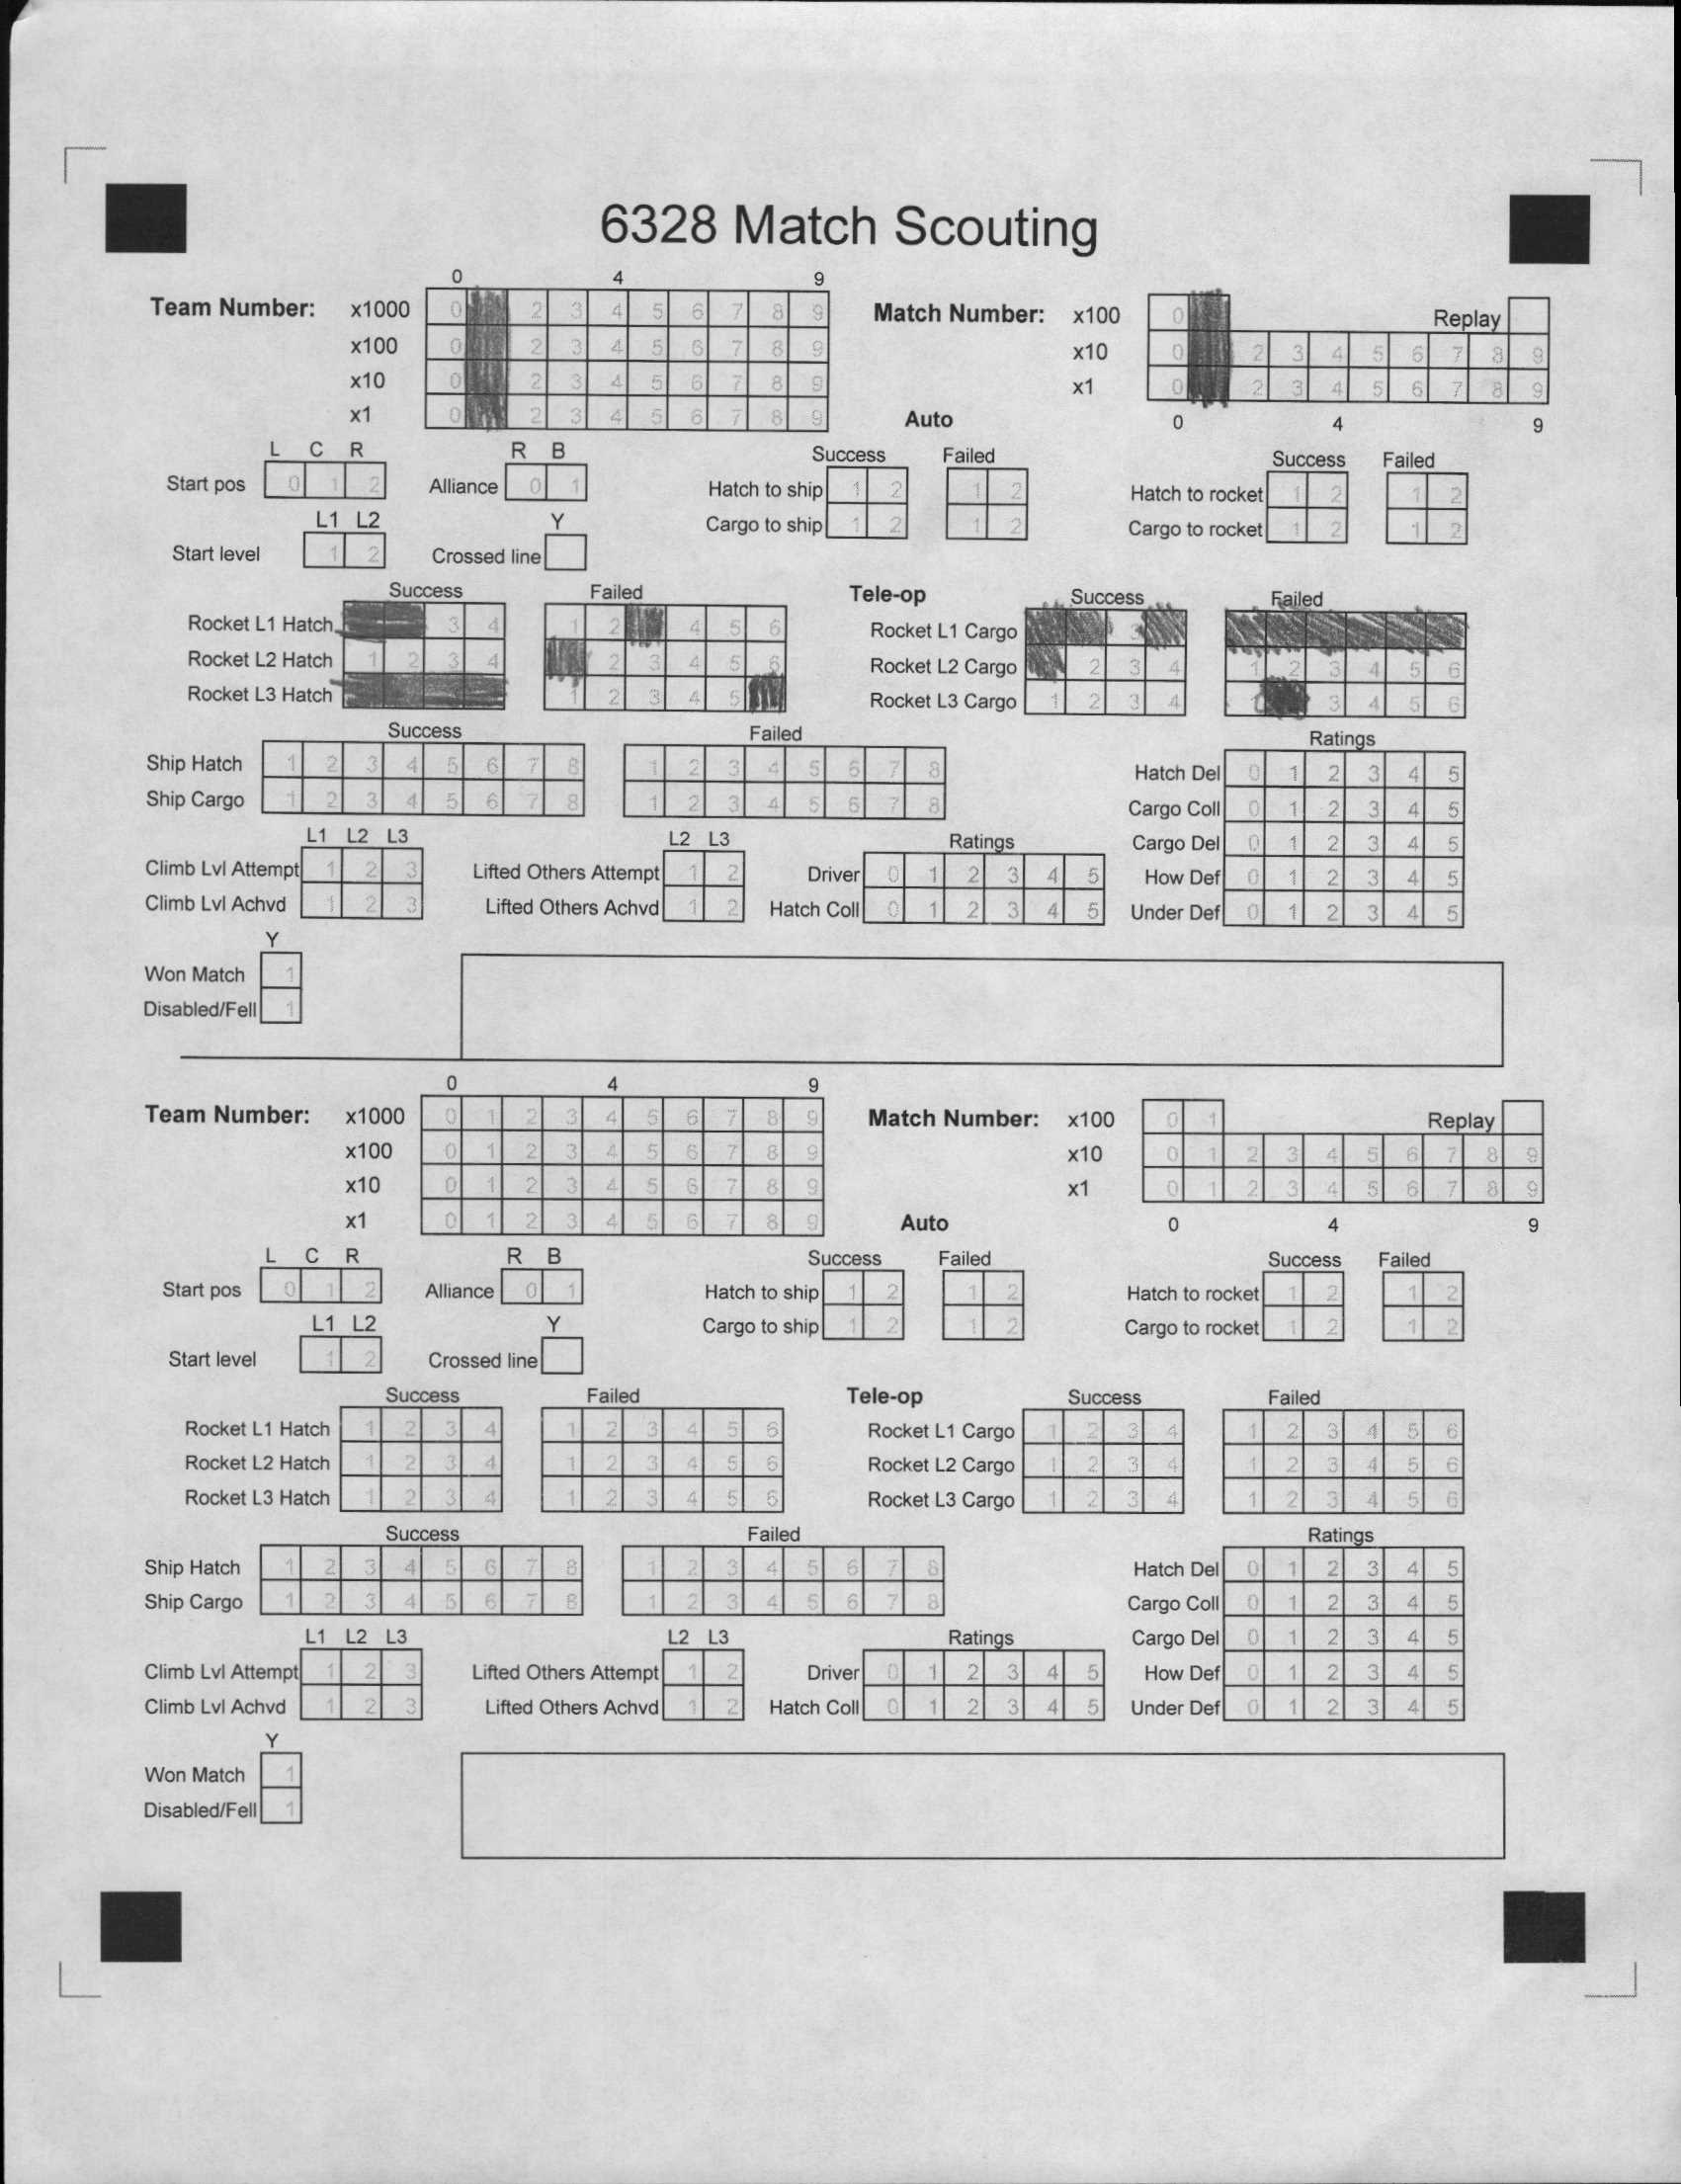 6328 Match Scouting
0 4 9
Team Number: x1000 0 2 3 4 5 6 7 8 9 Match Number: x100 0 Replay
x100 0 2 3 4 5 6 7 8 9 x10 0 2 3 4 5 6 7 8 9
x10 0 2 3 4 5 6 7 8 9 x1 0 2 3 4 5 6 7 8 9
x1 0 2 3 4 5 6 7 8 9 Auto 0 4 9
L C R R B Success Failed Success Failed
Start pos 0 1 2 Alliance 0 1 Hatch to ship 1 2 1 2 Hatch to rocket 1 2 1 2
L1 L2 Y Cargo to ship 1 2 1 2 Cargo to rocket 1 2 1 2
Start level 1 2 Crossed line
Success Failed Tele-op Success Failed
Rocket L1 Hatch 3 4 1 2 4 5 6 Rocket L1 Cargo 3
Rocket L2 Hatch 1 2 3 4 2 3 4 5 6 Rocket L2 Cargo 2 3 4 1 2 3 4 5 6
Rocket L3 Hatch 1 2 3 4 5 Rocket L3 Cargo 1 2 3 4 1 3 4 5 6
Success Failed Ratings
Ship Hatch 1 2 3 4 5 6 7 8 1 2 3 4 5 6 7 8 Hatch Del 0 1 2 3 4 5
Ship Cargo 1 2 3 4 5 6 7 8 1 2 3 4 5 6 7 8 Cargo Coll 0 1 2 3 4 5
L1 L2 L3 L2 L3 Ratings Cargo Del 0 1 2 3 4 5
Climb Lvl Attempt 1 2 3 Lifted Others Attempt 1 2 Driver 0 1 2 3 4 5 How Def 0 1 2 3 4 5
Climb Lvl Achvd 1 2 3 Lifted Others Achvd 1 2 Hatch Coll 0 1 2 3 4 5 Under Def 0 1 2 3 4 5
Y
Won Match 1
Disabled/Fell 1
0 4 9
Team Number: x1000 0 1 2 3 4 5 6 7 8 9 Match Number: x100 0 1 Replay
x100 0 1 2 3 4 5 6 7 8 9 x10 0 1 2 3 4 5 6 7 8 9
x10 0 1 2 3 4 5 6 7 8 9 x1 0 1 2 3 4 5 6 7 8 9
x1 0 1 2 3 4 5 6 7 8 9 Auto 0 4 9
L C R R B Success Failed Success Failed
Start pos 0 1 2 Alliance 0 1 Hatch to ship 1 2 1 2 Hatch to rocket 1 2 1 2
L1 L2 Y Cargo to ship 1 2 1 2 Cargo to rocket 1 2 1 2
Start level 1 2 Crossed line
Success Failed Tele-op Success Failed
Rocket L1 Hatch 1 2 3 4 1 2 3 4 5 6 Rocket L1 Cargo 1 2 3 4 1 2 3 4 5 6
Rocket L2 Hatch 1 2 3 4 1 2 3 4 5 6 Rocket L2 Cargo 1 2 3 4 1 2 3 4 5 6
Rocket L3 Hatch 1 2 3 4 1 2 3 4 5 6 Rocket L3 Cargo 1 2 3 4 1 2 3 4 5 6
Success Failed Ratings
Ship Hatch 1 2 3 4 5 6 7 8 1 2 3 4 5 6 7 8 Hatch Del 0 1 2 3 4 5
Ship Cargo 1 2 3 4 5 6 7 8 1 2 3 4 5 6 7 8 Cargo Coll 0 1 2 3 4 5
L1 L2 L3 L2 L3 Ratings Cargo Del 0 1 2 3 4 5
Climb Lvl Attempt 1 2 3 Lifted Others Attempt 1 2 Driver 0 1 2 3 4 5 How Def 0 1 2 3 4 5
Climb Lvl Achvd 1 2 3 Lifted Others Achvd 1 2 Hatch Coll 0 1 2 3 4 5 Under Def 0 1 2 3 4 5
Y
Won Match 1
Disabled/Fell 1